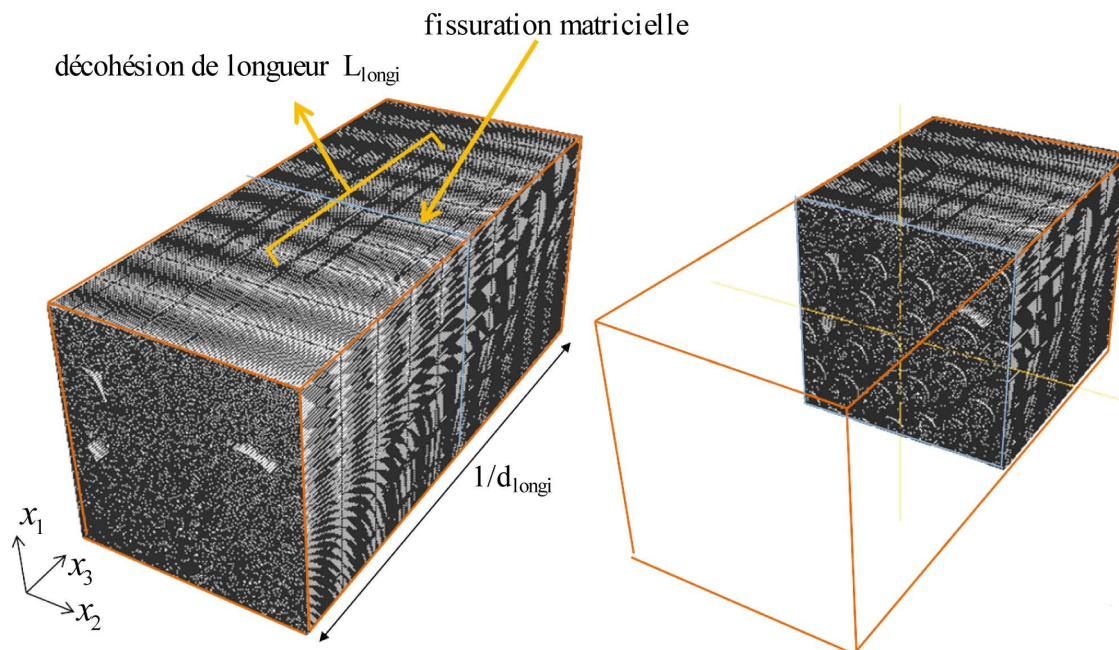 fissuration matricielle
décohésion de longueur L_longi
1/d_longi
x_1
x_3
x_2